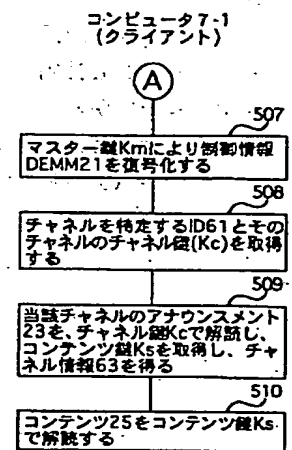 コンピュータ7-1
(クライアント)
A
507
マスター鍵Kmにより制御情報
DEMM21を復号化する
508
チャネルを特定するID61とその
チャネルのチャネル鍵(Kc)を取得
する
509
当該チャネルのアナウンスメント
23を、チャネル鍵Kcで解読し、
コンテンツ鍵Ksを取得し、チャ
ネル情報63を得る
510
コンテンツ25をコンテンツ鍵Ks
で解読する